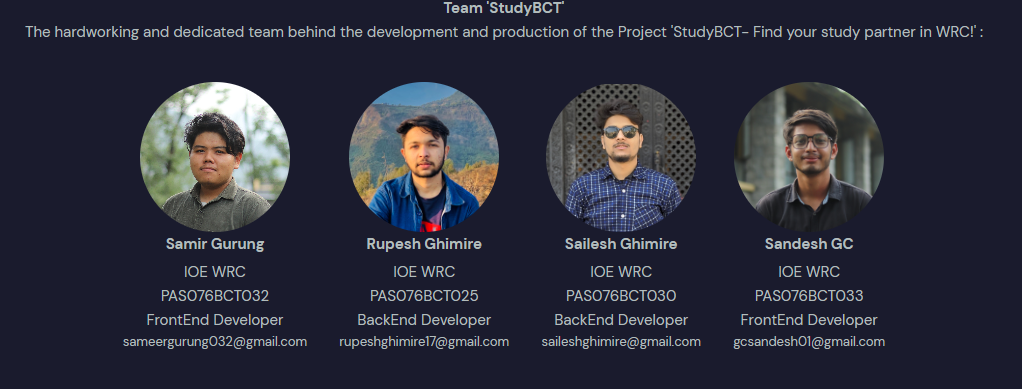 Team 'StudyBCT'
The hardworking and dedicated team behind the development and production of the Project 'StudyBCT- Find your study partner in WRC!' :
Samir Gurung
IOE WRC
PAS076BCT032
FrontEnd Developer
sameergurung032@gmail.com
Rupesh Ghimire
IOE WRC
PAS076BCT025
BackEnd Developer
rupeshghimire17@gmail.com
Sailesh Ghimire
IOE WRC
PAS076BCT030
BackEnd Developer
saileshghimire@gmail.com
Sandesh GC
IOE WRC
PAS076BCT033
FrontEnd Developer
gcsandesh01@gmail.com